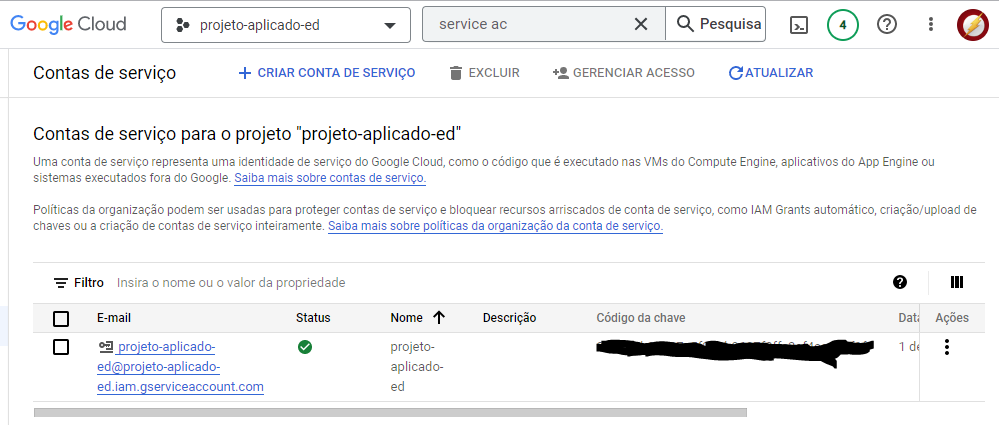 Google Cloud
projeto-aplicado-ed
service ac
Pesquisa
4
Contas de serviço
CRIAR CONTA DE SERVIÇO
EXCLUIR
GERENCIAR ACESSO
ATUALIZAR
Contas de serviço para o projeto "projeto-aplicado-ed"
Uma conta de serviço representa uma identidade de serviço do Google Cloud, como o código que é executado nas VMs do Compute Engine, aplicativos do App Engine ou
sistemas executados fora do Google. Saiba mais sobre contas de serviço.
Políticas da organização podem ser usadas para proteger contas de serviço e bloquear recursos arriscados de conta de serviço, como IAM Grants automático, criação/upload de
chaves ou a criação de contas de serviço inteiramente. Saiba mais sobre políticas da organização da conta de serviço.
Filtro Insira o nome ou o valor da propriedade
E-mail Status Nome Descrição Código da chave Data Ações
projeto-aplicado- projeto- 1 de
ed@projeto-aplicado- aplicado-
ed.iam.gserviceaccount.com ed